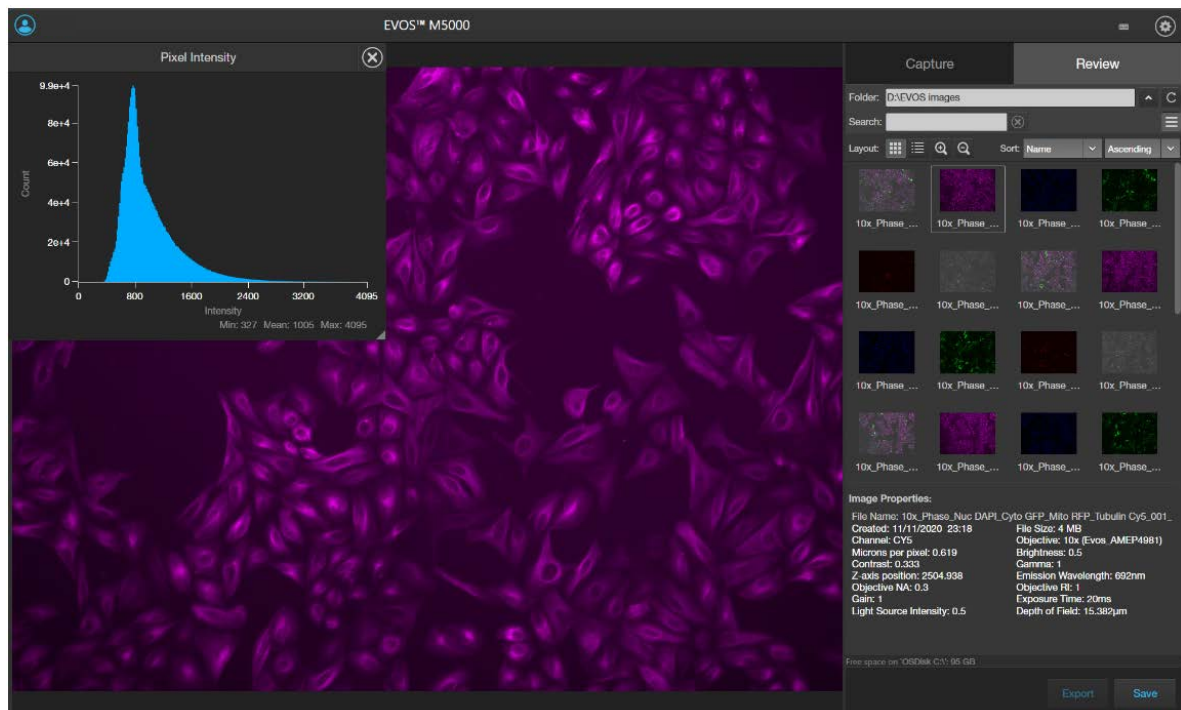 EVOS™ M5000
Pixel Intensity
9.9e+4
8e+4
6e+4
4e+4
2e+4
0
Count
0 800 1600 2400 3200 4095
Intensity
Min: 327 Mean: 1005 Max: 4095
Capture Review
Folder: D:\EVOS images
Search:
Layout: Sort: Name Ascending
10x_Phase_... 10x_Phase_... 10x_Phase_... 10x_Phase_...
10x_Phase_... 10x_Phase_... 10x_Phase_... 10x_Phase_...
10x_Phase_... 10x_Phase_... 10x_Phase_... 10x_Phase_...
10x_Phase_... 10x_Phase_... 10x_Phase_... 10x_Phase_...
Image Properties:
File Name: 10x_Phase_Nuc DAPI_Cyto GFP_Mito RFP_Tubulin Cy5_001_
Created: 11/11/2020 23:18 File Size: 4 MB
Channel: CY5 Objective: 10x (Evos_AMEP4981)
Microns per pixel: 0.619 Brightness: 0.5
Contrast: 0.333 Gamma: 1
Z-axis position: 2504.938 Emission Wavelength: 692nm
Objective NA: 0.3 Objective RI: 1
Gain: 1 Exposure Time: 20ms
Light Source Intensity: 0.5 Depth of Field: 15.382µm
Free space on 'OSDisk C:\': 95 GB
Export Save